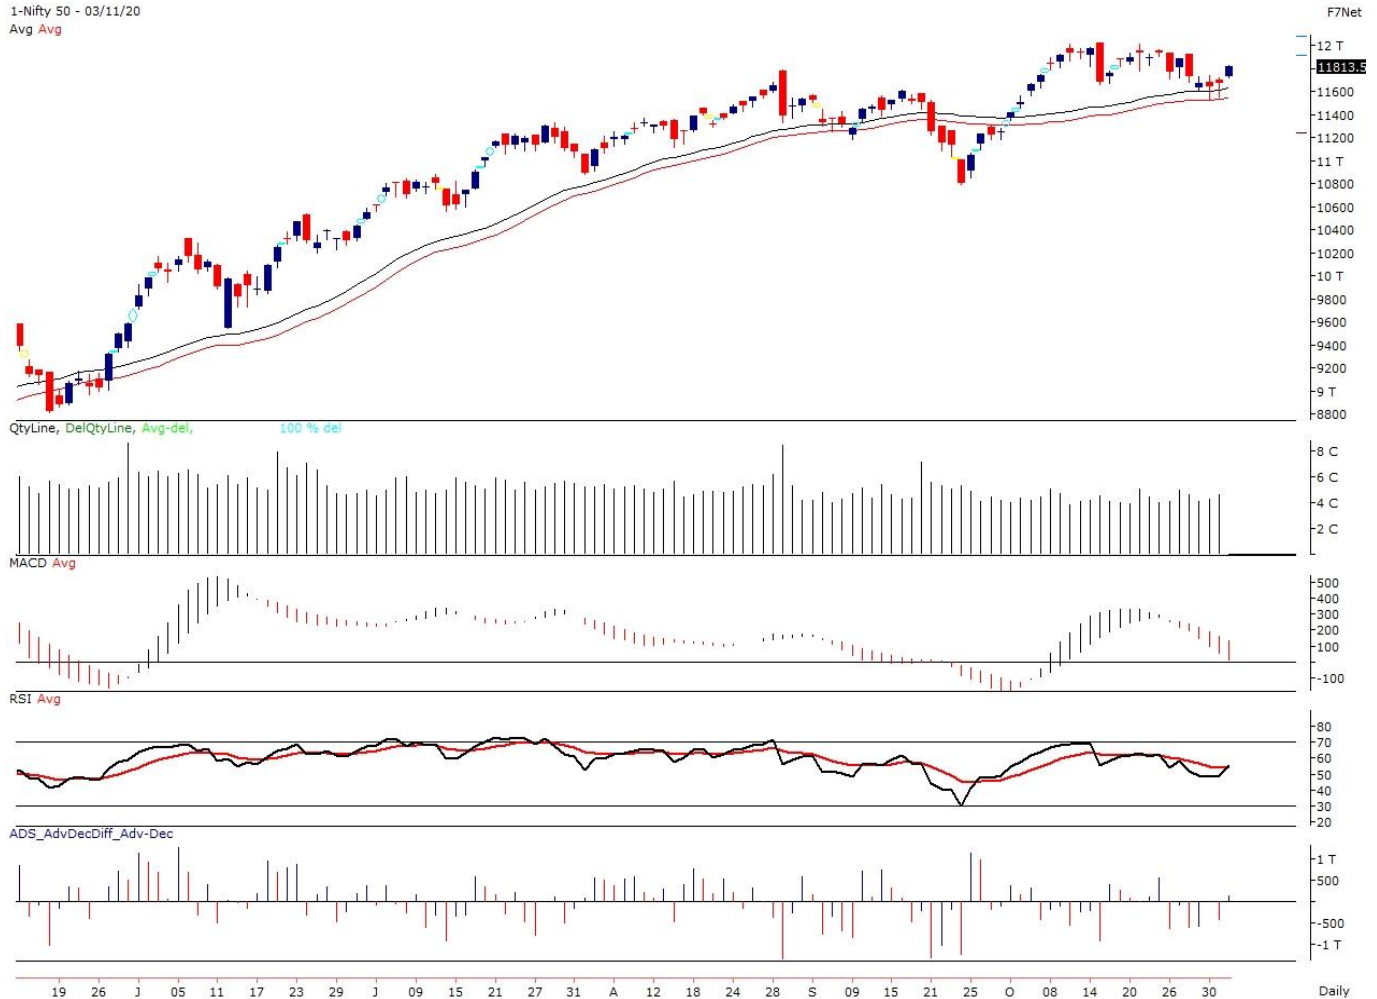 1-Nifty 50 - 03/11/20
F7Net
Avg Avg
12 T
11813.5
11600
11400
11200
11 T
10800
10600
10400
10200
10 T
9800
9600
9400
9200
9 T
8800
QtyLine, DelQtyLine, Avg-del, 100 % del
8 C
6 C
4 C
2 C
MACD Avg
500
400
300
200
100
-100
RSI Avg
80
70
60
50
40
30
20
ADS_AdvDecDiff_Adv-Dec
1 T
500
-500
-1 T
19 26 J 05 11 17 23 29 J 09 15 21 27 31 A 12 18 24 28 S 09 15 21 25 O 08 14 20 26 30 Daily